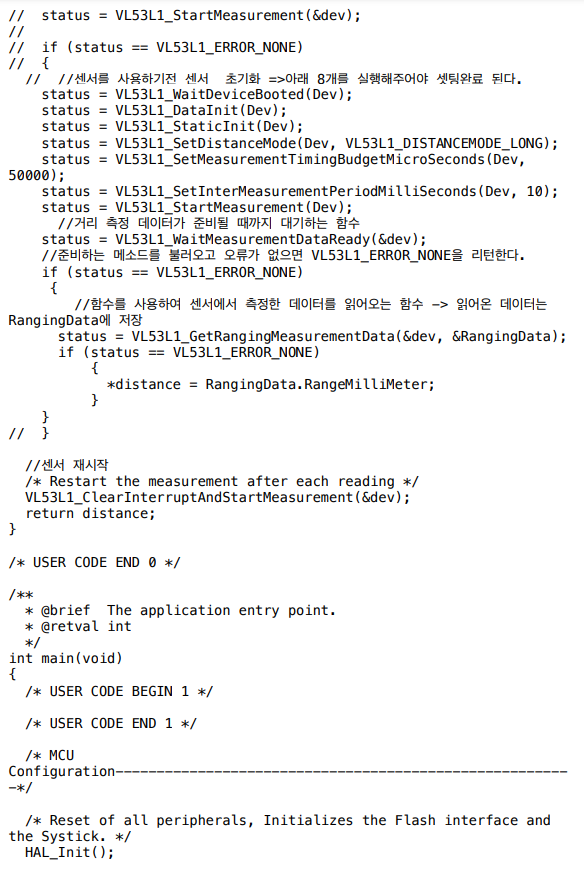 //  status = VL53L1_StartMeasurement(&dev);
//
//  if (status == VL53L1_ERROR_NONE)
//  {
  //  //센서를 사용하기전 센서  초기화 =>아래 8개를 실행해주어야 셋팅완료 된다.
    status = VL53L1_WaitDeviceBooted(Dev);
    status = VL53L1_DataInit(Dev);
    status = VL53L1_StaticInit(Dev);
    status = VL53L1_SetDistanceMode(Dev, VL53L1_DISTANCEMODE_LONG);
    status = VL53L1_SetMeasurementTimingBudgetMicroSeconds(Dev,
50000);
    status = VL53L1_SetInterMeasurementPeriodMilliSeconds(Dev, 10);
    status = VL53L1_StartMeasurement(Dev);
      //거리 측정 데이터가 준비될 때까지 대기하는 함수
    status = VL53L1_WaitMeasurementDataReady(&dev);
    //준비하는 메소드를 불러오고 오류가 없으면 VL53L1_ERROR_NONE을 리턴한다.
    if (status == VL53L1_ERROR_NONE)
     {
        //함수를 사용하여 센서에서 측정한 데이터를 읽어오는 함수 -> 읽어온 데이터는
RangingData에 저장
      status = VL53L1_GetRangingMeasurementData(&dev, &RangingData);
      if (status == VL53L1_ERROR_NONE)
          {
            *distance = RangingData.RangeMilliMeter;
          }
    }
//  }

  //센서 재시작
  /* Restart the measurement after each reading */
  VL53L1_ClearInterruptAndStartMeasurement(&dev);
  return distance;
}

/* USER CODE END 0 */

/**
  * @brief  The application entry point.
  * @retval int
  */
int main(void)
{
  /* USER CODE BEGIN 1 */

  /* USER CODE END 1 */

  /* MCU
Configuration-------------------------------------------------------
-*/

  /* Reset of all peripherals, Initializes the Flash interface and
the Systick. */
  HAL_Init();